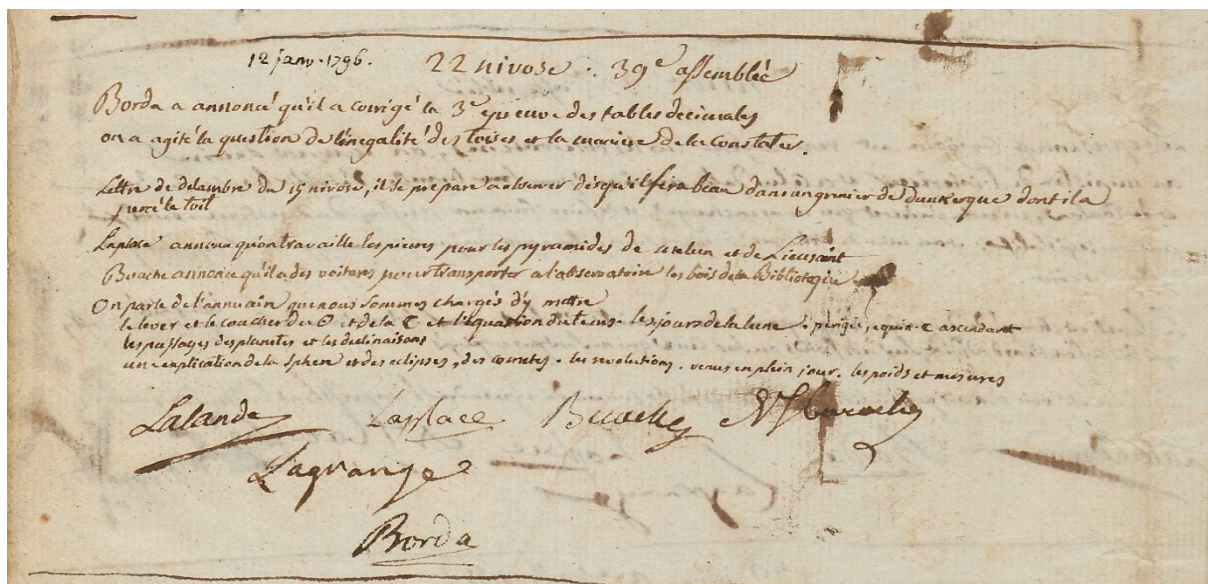 12 janv. 1796. 22 nivose .. 39e assemblée
Borda a annoncé qu'il a corrigé la 3e epreuve des tables decimales
on a agité la question de l'inegalité des toises et la maniere de la constater.
Lettre de delambre du 15 nivose, il se prepare a observer dès qu'il fera beau dans un grenier de dunkerque dont il a
percé le toit
Laplace annonce qu'on travaille les pierres pour les pyramides de melun et de Lieusaint
Buache annonce qu'il a des voitures pour transporter a l'observatoire les bois de la Biblioteque
On parle de l'annuaire que nous sommes chargés d'y mettre
le lever et le coucher du ☉ et de la ☾ et l'equation du tems. les jours de la lune. perigée, equin. ☾ ascendant
les passages des planetes et les declinaisons
une explication de la sphere et des eclipses, des cometes. les revolutions. venus en plein jour. les poids et mesures
Lalande Laplace Buache
Lagrange
Borda